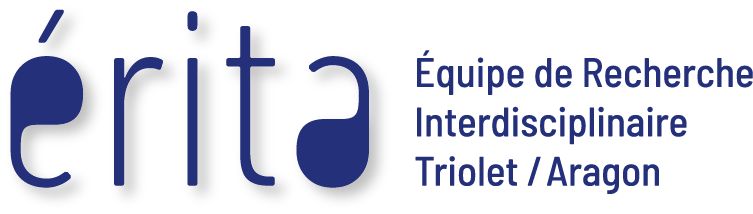 érita
Équipe de Recherche
Interdisciplinaire
Triolet / Aragon